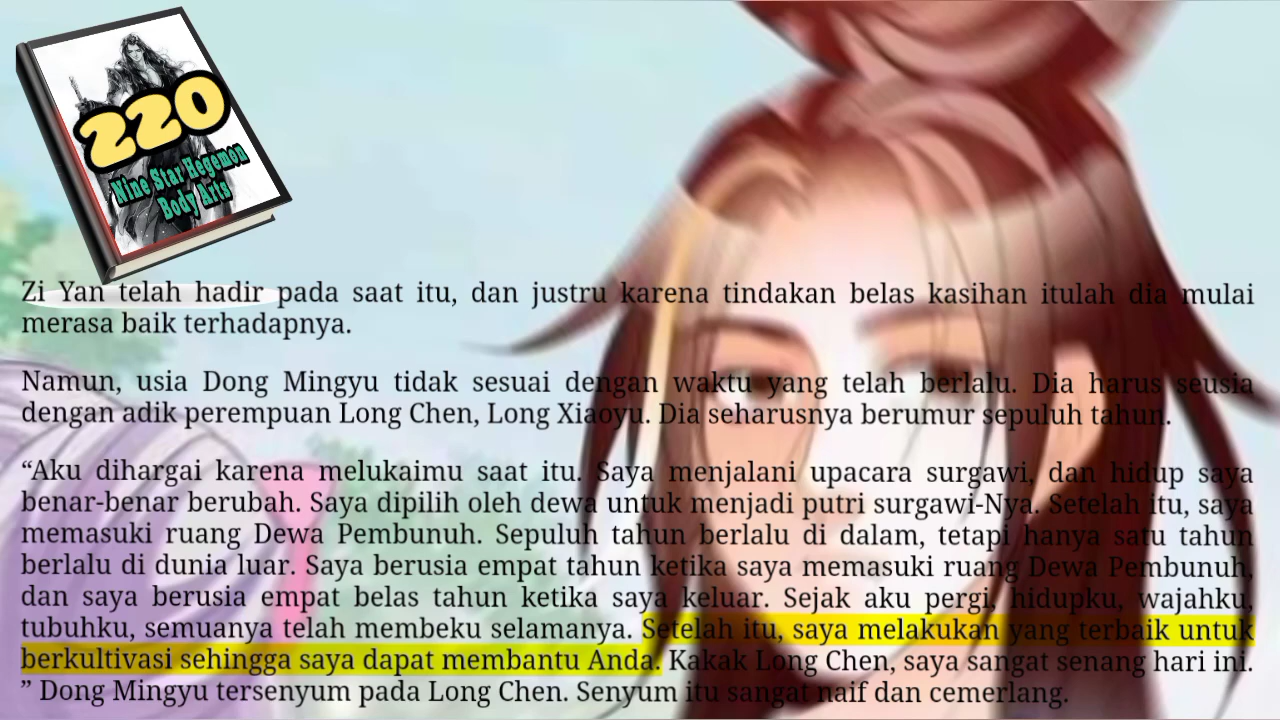 220
Nine Star Hegemon
Body Arts
Zi Yan telah hadir pada saat itu, dan justru karena tindakan belas kasihan itulah dia mulai
merasa baik terhadapnya.
Namun, usia Dong Mingyu tidak sesuai dengan waktu yang telah berlalu. Dia harus seusia
dengan adik perempuan Long Chen, Long Xiaoyu. Dia seharusnya berumur sepuluh tahun.
“Aku dihargai karena melukaimu saat itu. Saya menjalani upacara surgawi, dan hidup saya
benar-benar berubah. Saya dipilih oleh dewa untuk menjadi putri surgawi-Nya. Setelah itu, saya
memasuki ruang Dewa Pembunuh. Sepuluh tahun berlalu di dalam, tetapi hanya satu tahun
berlalu di dunia luar. Saya berusia empat tahun ketika saya memasuki ruang Dewa Pembunuh,
dan saya berusia empat belas tahun ketika saya keluar. Sejak aku pergi, hidupku, wajahku,
tubuhku, semuanya telah membeku selamanya. Setelah itu, saya melakukan yang terbaik untuk
berkultivasi sehingga saya dapat membantu Anda. Kakak Long Chen, saya sangat senang hari ini.
” Dong Mingyu tersenyum pada Long Chen. Senyum itu sangat naif dan cemerlang.